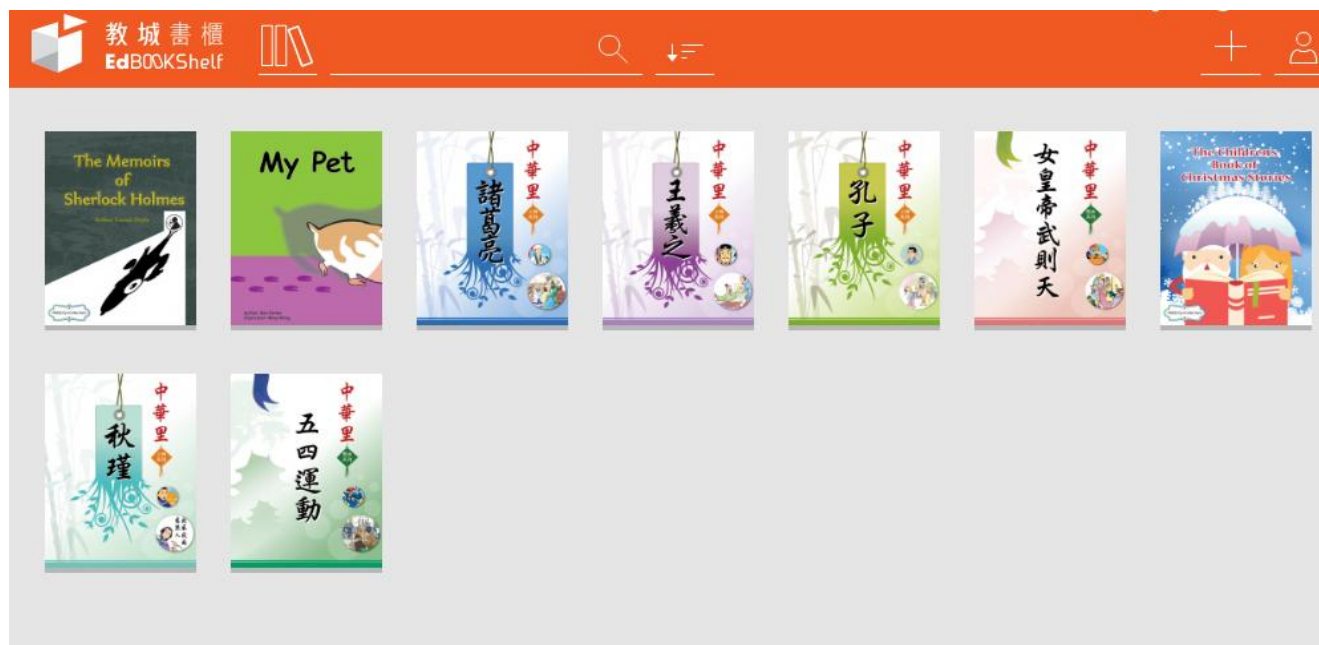 教城書櫃
EdBOOKShelf
The Memoirs
of
Sherlock Holmes
My Pet
中華里
諸葛亮
中華里
王羲之
中華里
孔子
中華里
女皇帝武則天
The Childrens
Book of
Christmas Stories
中華里
秋瑾
中華里
五四運動